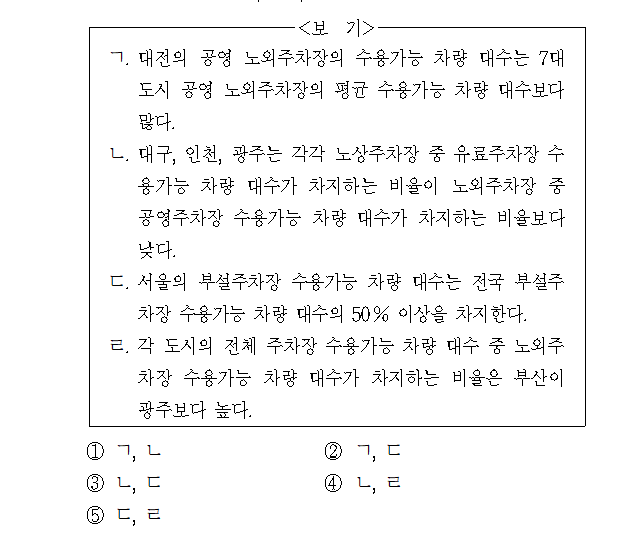 <보 기>
ㄱ. 대전의 공영 노외주차장의 수용가능 차량 대수는 7대
도시 공영 노외주차장의 평균 수용가능 차량 대수보다
많다.
ㄴ. 대구, 인천, 광주는 각각 노상주차장 중 유료주차장 수
용가능 차량 대수가 차지하는 비율이 노외주차장 중
공영주차장 수용가능 차량 대수가 차지하는 비율보다
낮다.
ㄷ. 서울의 부설주차장 수용가능 차량 대수는 전국 부설주
차장 수용가능 차량 대수의 50% 이상을 차지한다.
ㄹ. 각 도시의 전체 주차장 수용가능 차량 대수 중 노외주
차장 수용가능 차량 대수가 차지하는 비율은 부산이
광주보다 높다.
① ㄱ, ㄴ ② ㄱ, ㄷ
③ ㄴ, ㄷ ④ ㄴ, ㄹ
⑤ ㄷ, ㄹ